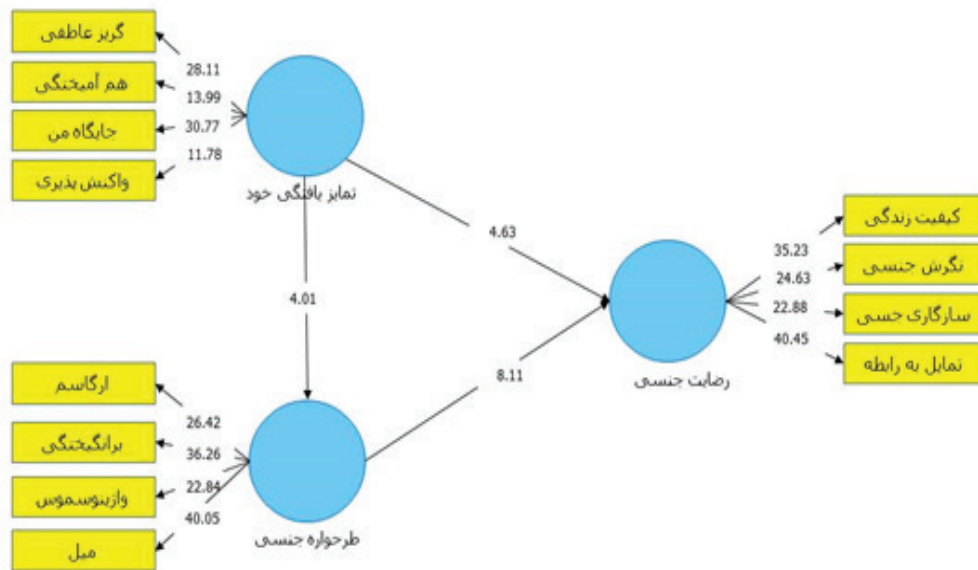 گریز عاطفی
28.11
هم آمیختگی
13.99
جایگاه من
30.77
واکنش پذیری
11.78
تمایز یافتگی خود
4.63
4.01
کیفیت زندگی
35.23
نگرش جنسی
24.63
سازگاری جسی
22.88
تمایل به رابطه
40.45
رضایت جنسی
8.11
ارگاسم
26.42
برانگیختگی
36.26
واژینوسموس
22.84
میل
40.05
طرحواره جنسی